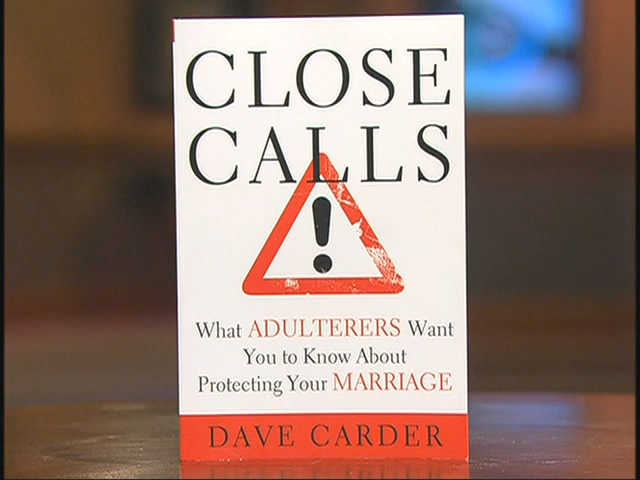 CLOSE
CALLS
!
What ADULTERERS Want
You to Know About
Protecting Your MARRIAGE
DAVE CARDER